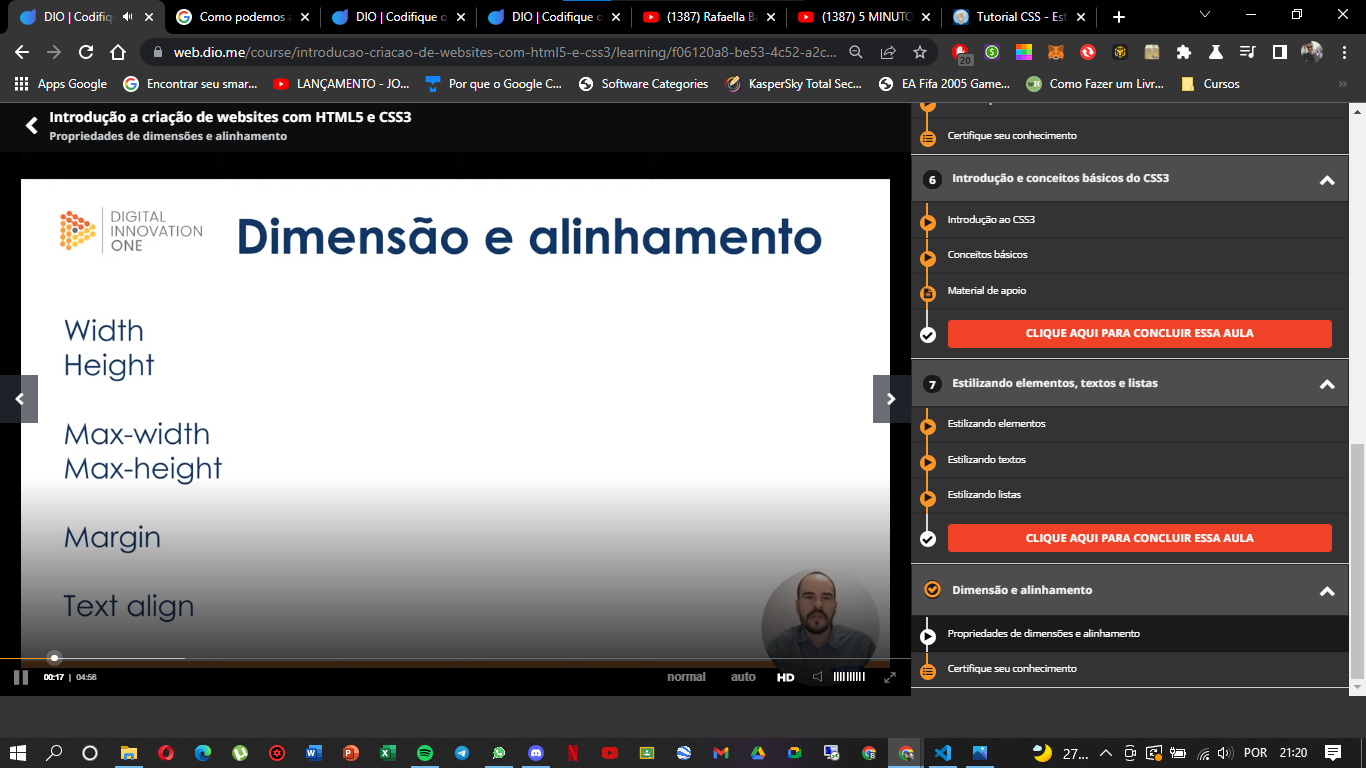 DIO | Codifiq
Como podemos a
DIO | Codifique o
DIO | Codifique o
(1387) Rafaella Ba
(1387) 5 MINUTO
Tutorial CSS - Est
web.dio.me/course/introducao-criacao-de-websites-com-html5-e-css3/learning/f06120a8-be53-4c52-a2c...
20
Apps Google
Encontrar seu smar...
LANÇAMENTO - JO...
Por que o Google C...
Software Categories
KasperSky Total Sec...
EA Fifa 2005 Game...
Como Fazer um Livr...
Cursos
Introdução a criação de websites com HTML5 e CSS3
Propriedades de dimensões e alinhamento
DIGITAL
INNOVATION
ONE
Dimensão e alinhamento
Width
Height
Max-width
Max-height
Margin
Text align
00:17 | 04:56
normal
auto
HD
Certifique seu conhecimento
6 Introdução e conceitos básicos do CSS3
Introdução ao CSS3
Conceitos básicos
Material de apoio
CLIQUE AQUI PARA CONCLUIR ESSA AULA
7 Estilizando elementos, textos e listas
Estilizando elementos
Estilizando textos
Estilizando listas
CLIQUE AQUI PARA CONCLUIR ESSA AULA
Dimensão e alinhamento
Propriedades de dimensões e alinhamento
Certifique seu conhecimento
27...
POR
21:20